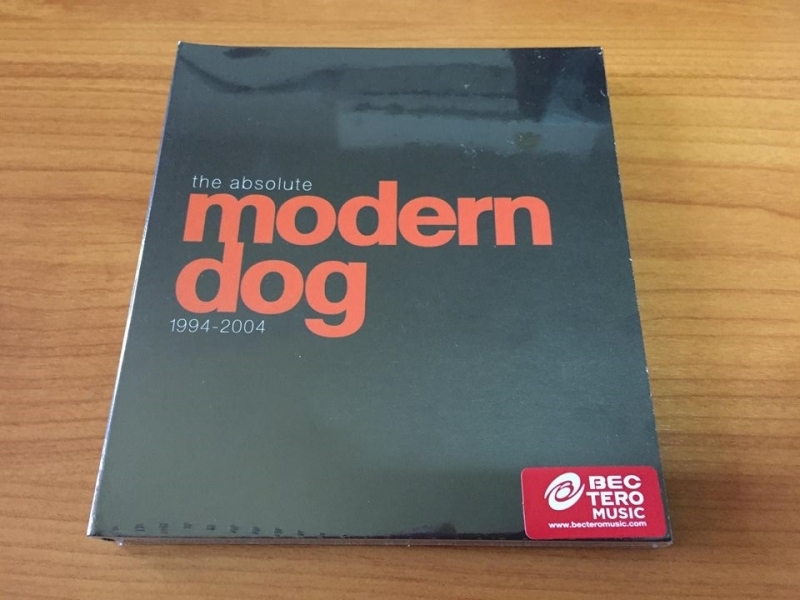 the absolute
modern
dog
1994-2004
BEC
TERO
MUSIC
www.becteromusic.com